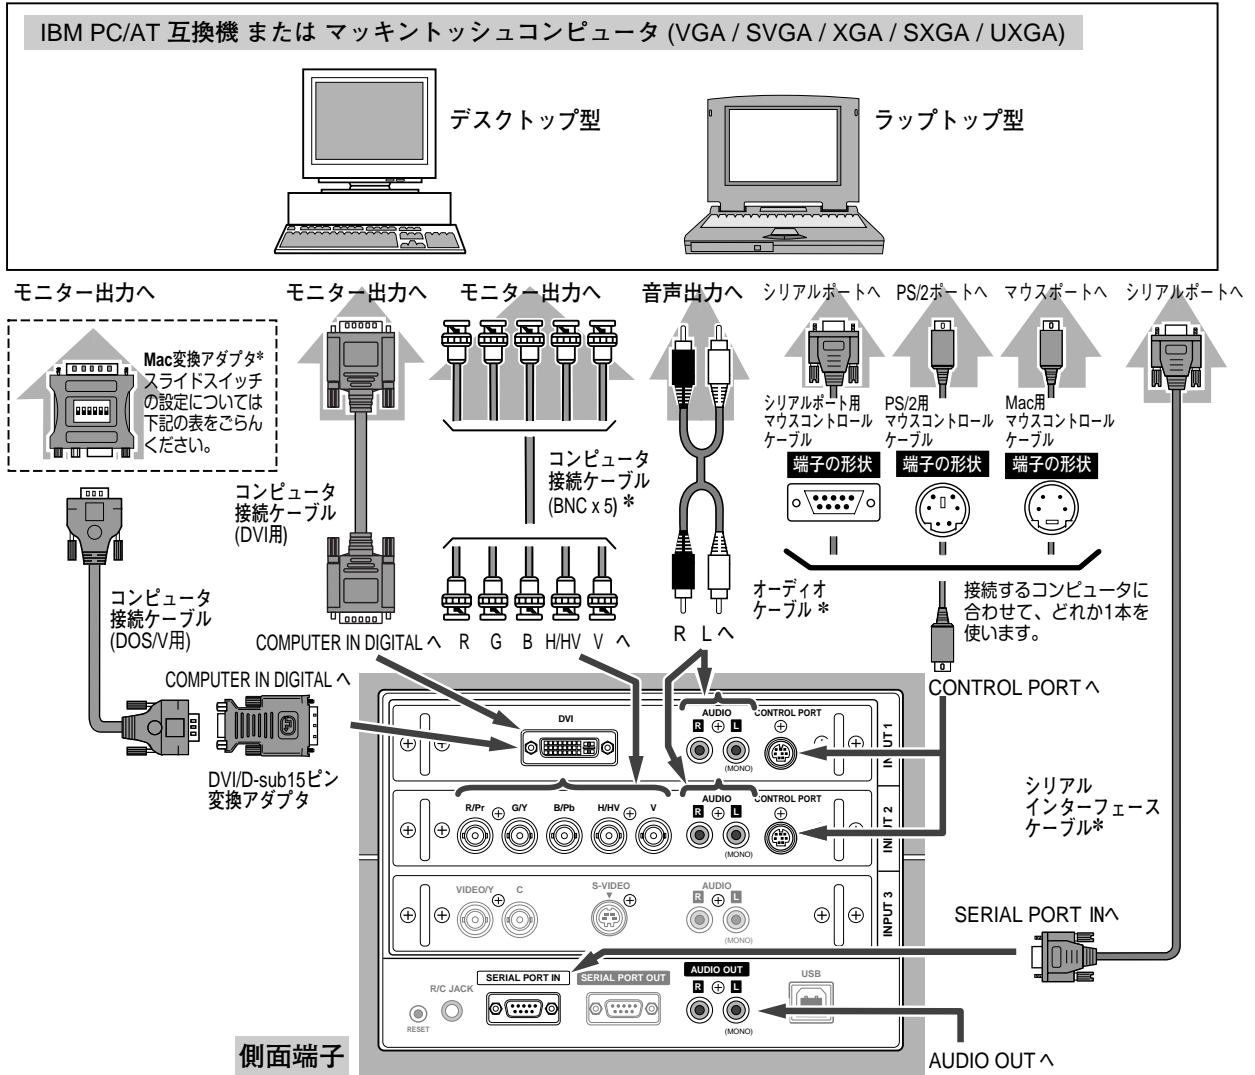 IBM PC/AT 互換機 または マッキントッシュコンピュータ (VGA / SVGA / XGA / SXGA / UXGA)
デスクトップ型
ラップトップ型
モニター出力へ
モニター出力へ
モニター出力へ
音声出力へ
シリアルポートへ
PS/2ポートへ
マウスポートへ
シリアルポートへ
Mac変換アダプタ*
スライドスイッチ
の設定については
下記の表をごらん
ください。
シリアルポート用
マウスコントロール
ケーブル
PS/2用
マウスコントロール
ケーブル
Mac用
マウスコントロール
ケーブル
端子の形状
端子の形状
端子の形状
コンピュータ
接続ケーブル
(DVI用)
コンピュータ
接続ケーブル
(BNC x 5) *
コンピュータ
接続ケーブル
(DOS/V用)
オーディオ
ケーブル *
接続するコンピュータに
合わせて、どれか1本を
使います。
COMPUTER IN DIGITAL へ
R G B H/HV V へ
R L へ
COMPUTER IN DIGITAL へ
CONTROL PORT へ
DVI/D-sub15ピン
変換アダプタ
シリアル
インターフェース
ケーブル*
DVI
AUDIO
R L
(MONO)
CONTROL PORT
INPUT 1
R/Pr G/Y B/Pb H/HV V
AUDIO
R L
(MONO)
CONTROL PORT
INPUT 2
VIDEO/Y C
S-VIDEO
AUDIO
R L
(MONO)
INPUT 3
SERIAL PORT INへ
R/C JACK
RESET
SERIAL PORT IN
SERIAL PORT OUT
AUDIO OUT
R L
(MONO)
USB
側面端子
AUDIO OUT へ